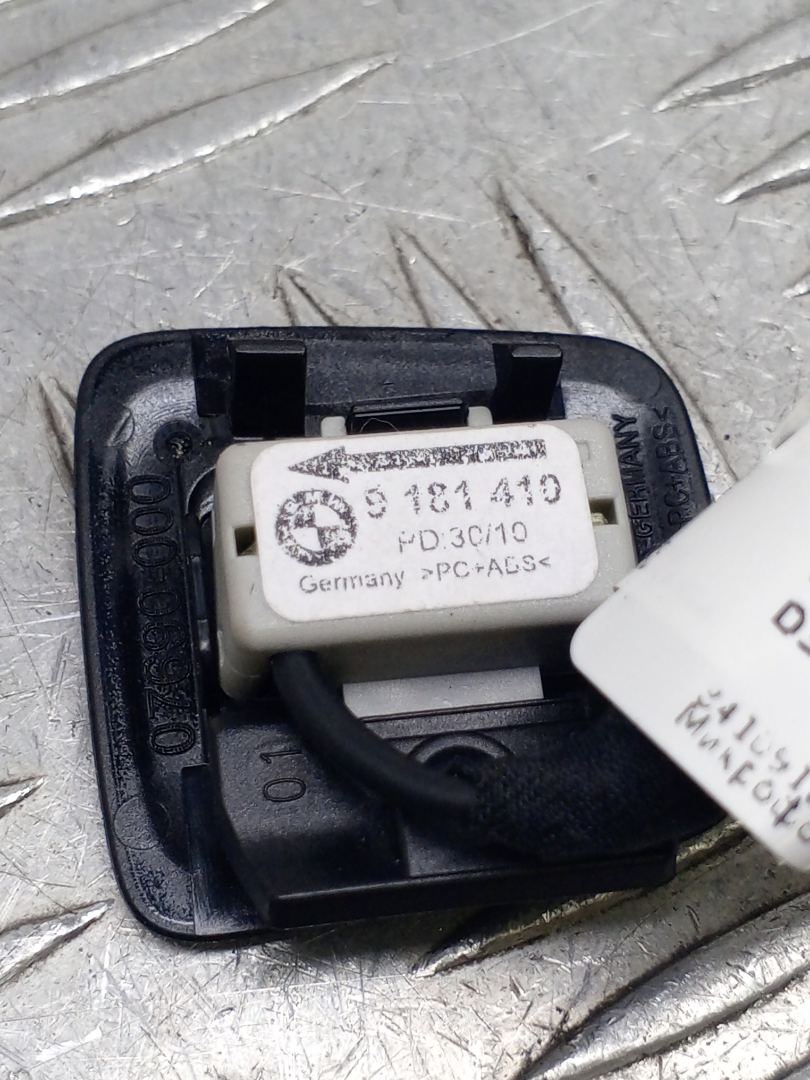 9 181 410
PD:30/10
Germany >PC+ABS<
07690-000
01
GERMANY
>PC+ABS<